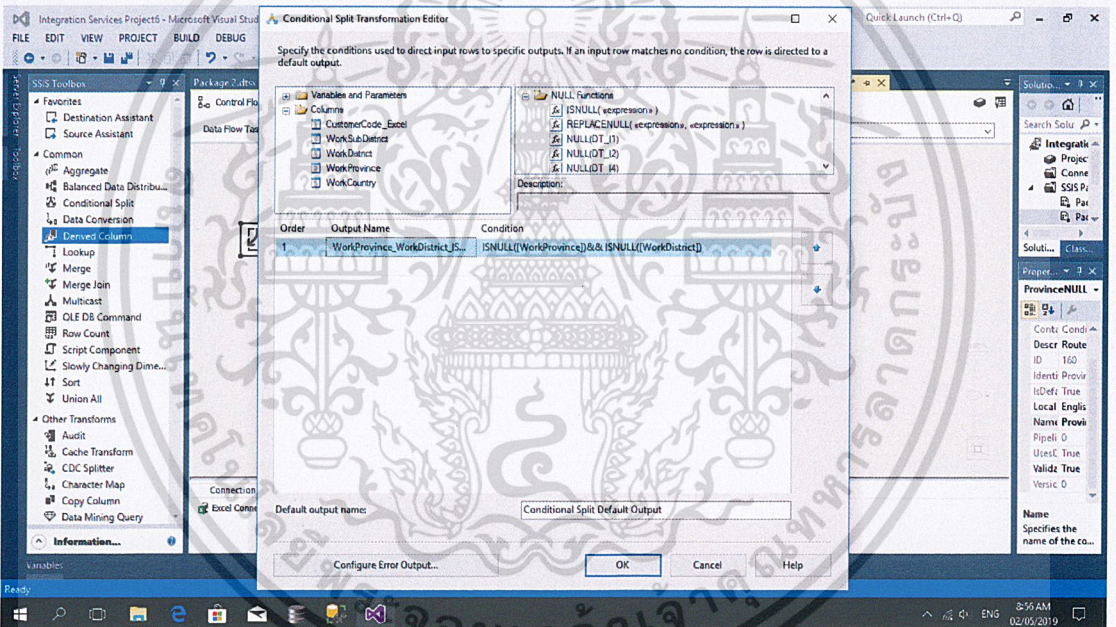 Integration Services Project6 - Microsoft Visual Stud
Quick Launch (Ctrl+Q)
FILE EDIT VIEW PROJECT BUILD DEBUG
Conditional Split Transformation Editor
Specify the conditions used to direct input rows to specific outputs. If an input row matches no condition, the row is directed to a
default output.
SSIS Toolbox
Favorites
Destination Assistant
Source Assistant
Common
Aggregate
Balanced Data Distribu...
Conditional Split
Data Conversion
Derived Column
Lookup
Merge
Merge Join
Multicast
OLE DB Command
Row Count
Script Component
Slowly Changing Dime...
Sort
Union All
Other Transforms
Audit
Cache Transform
CDC Splitter
Character Map
Copy Column
Data Mining Query
Information...
Server Explorer
Toolbox
Package2.dtsx
Control Flo
Data Flow Tas
Connection
Excel Conne
Variables and Parameters
Columns
CustomerCode_Excel
WorkSubDistrict
WorkDistrict
WorkProvince
WorkCountry
NULL Functions
ISNULL( «expression» )
REPLACENULL( «expression», «expression» )
NULL(DT_I1)
NULL(DT_I2)
NULL(DT_I4)
Description:
Order Output Name Condition
1 WorkProvince_WorkDistrict_IS... ISNULL([WorkProvince])&& ISNULL([WorkDistrict])
Default output name:
Conditional Split Default Output
Configure Error Output...
OK Cancel Help
Solutio...
Search Solu
Integratic
Projec
Conne
SSIS Pa
Pac
Pac
Soluti... Class...
Proper...
ProvinceNULL
Conta Condi
Descr Route
ID 160
Identi Provir
IsDefa True
Local Englis
Name Provi
Pipeli 0
UsesD True
Valida True
Versic 0
Name
Specifies the
name of the co...
Variables
Ready
ENG
8:56 AM
02/05/2019